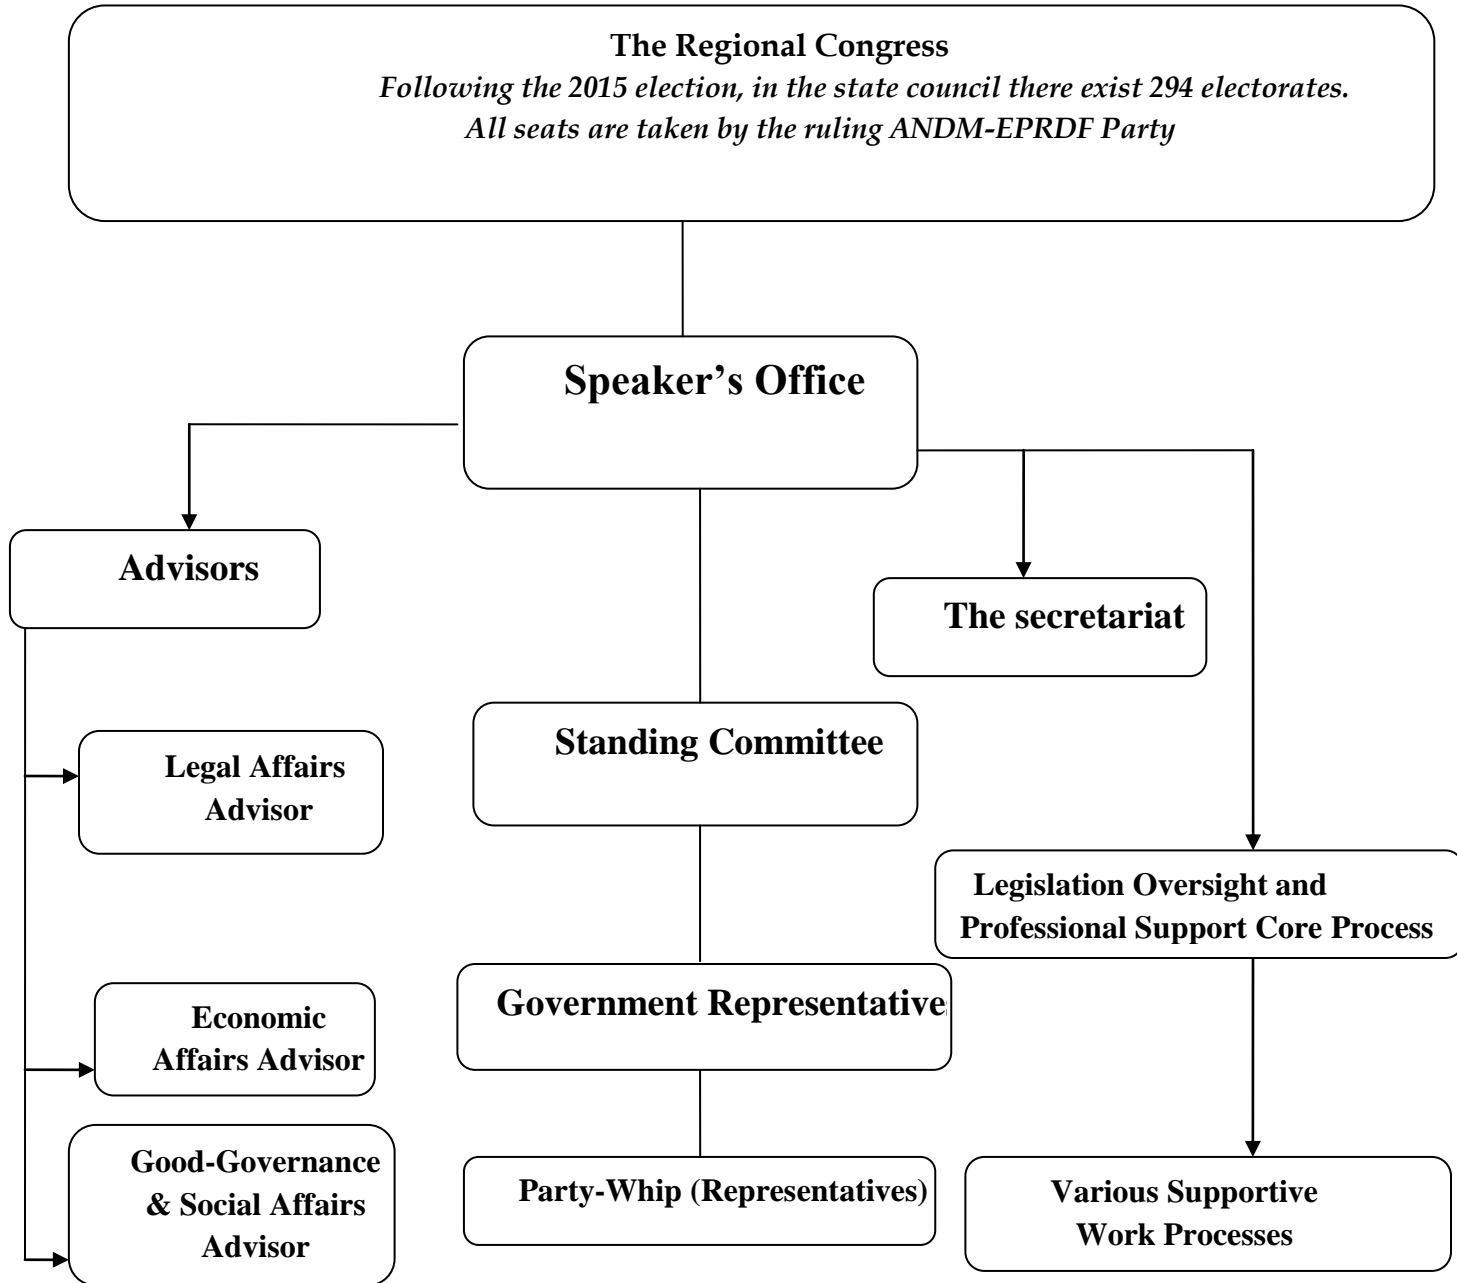 The Regional Congress
Following the 2015 election, in the state council there exist 294 electorates.
All seats are taken by the ruling ANDM-EPRDF Party
Speaker’s Office
Advisors
The secretariat
Standing Committee
Legal Affairs
Advisor
Legislation Oversight and
Professional Support Core Process
Government Representatives
Economic
Affairs Advisor
Good-Governance
& Social Affairs
Advisor
Party-Whip (Representatives)
Various Supportive
Work Processes